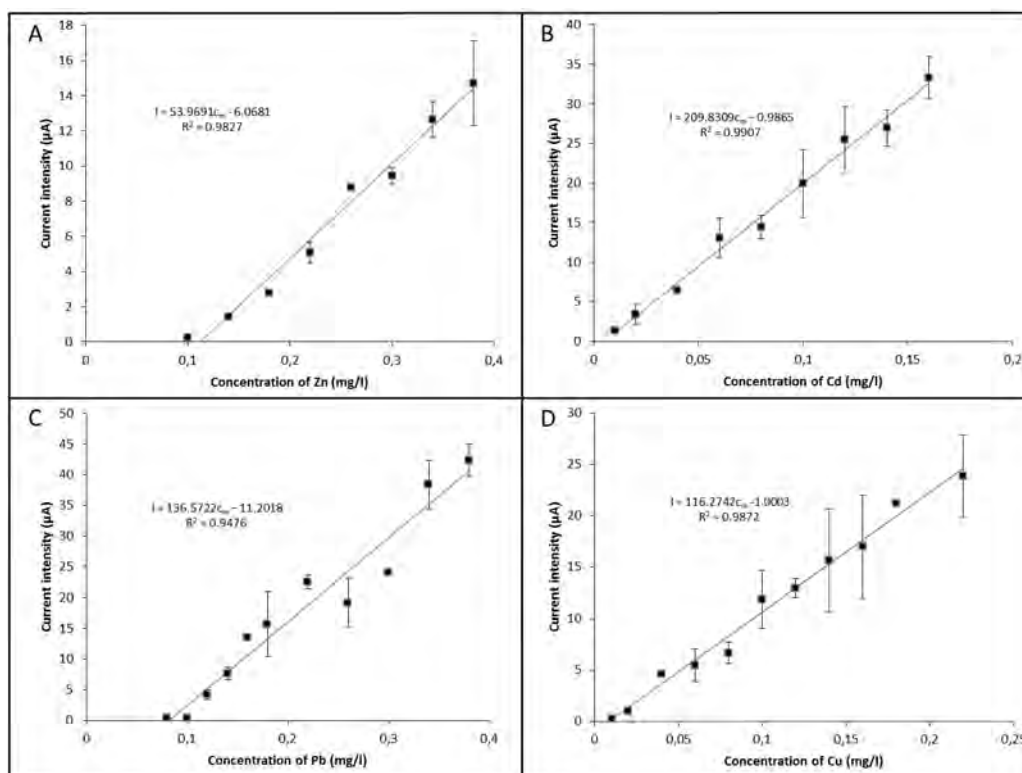 A
18
16
14
12
10
8
6
4
2
0
Current intensity (µA)
I = 53.9691cₘ - 6.0681
R² = 0.9827
0
0,1
0,2
0,3
0,4
Concentration of Zn (mg/l)
B
40
35
30
25
20
15
10
5
0
Current intensity (µA)
I = 209.8309cₘ – 0.9865
R² = 0.9907
0
0,05
0,1
0,15
0,2
Concentration of Cd (mg/l)
C
50
45
40
35
30
25
20
15
10
5
0
Current intensity (µA)
I = 136.5722cₘ – 11.2018
R² = 0.9476
0
0,1
0,2
0,3
0,4
Concentration of Pb (mg/l)
D
30
25
20
15
10
5
0
Current intensity (µA)
I = 116.2742cₘ -1.0003
R² = 0.9872
0
0,05
0,1
0,15
0,2
0,25
Concentration of Cu (mg/l)